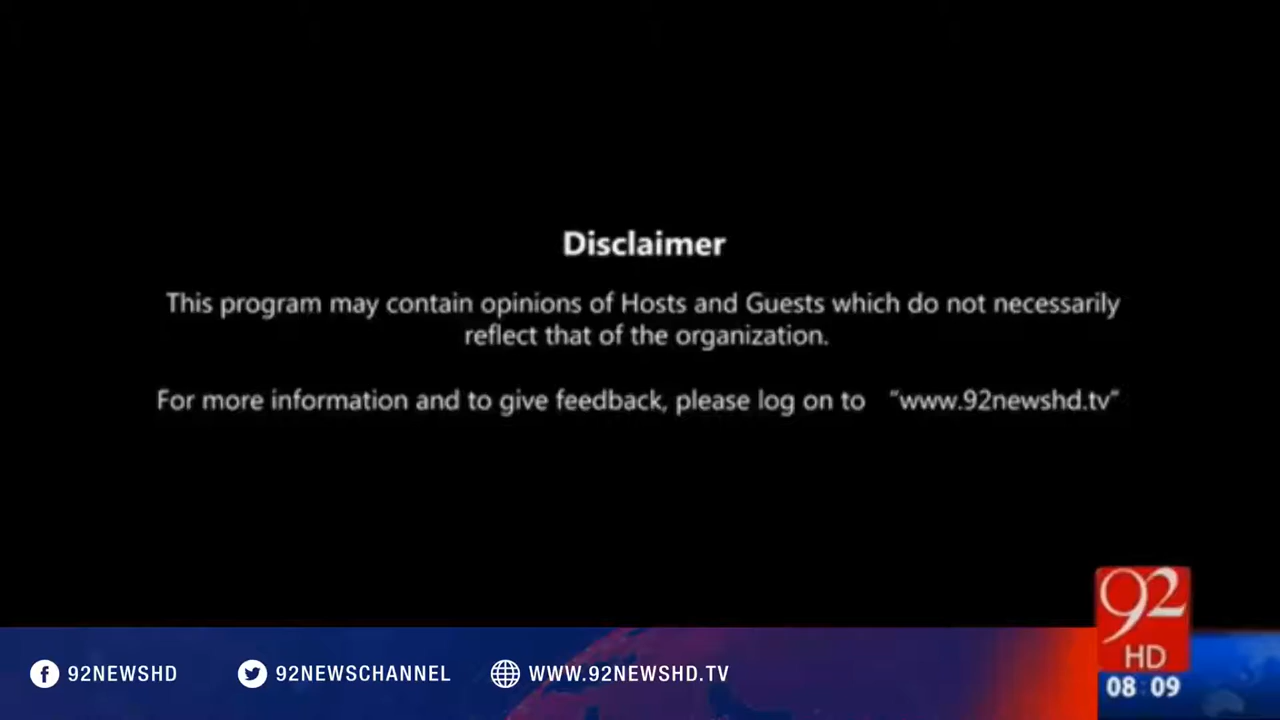 Disclaimer
This program may contain opinions of Hosts and Guests which do not necessarily
reflect that of the organization.
For more information and to give feedback, please log on to "www.92newshd.tv"
92NEWSHD
92NEWSCHANNEL
WWW.92NEWSHD.TV
92
HD
08:09